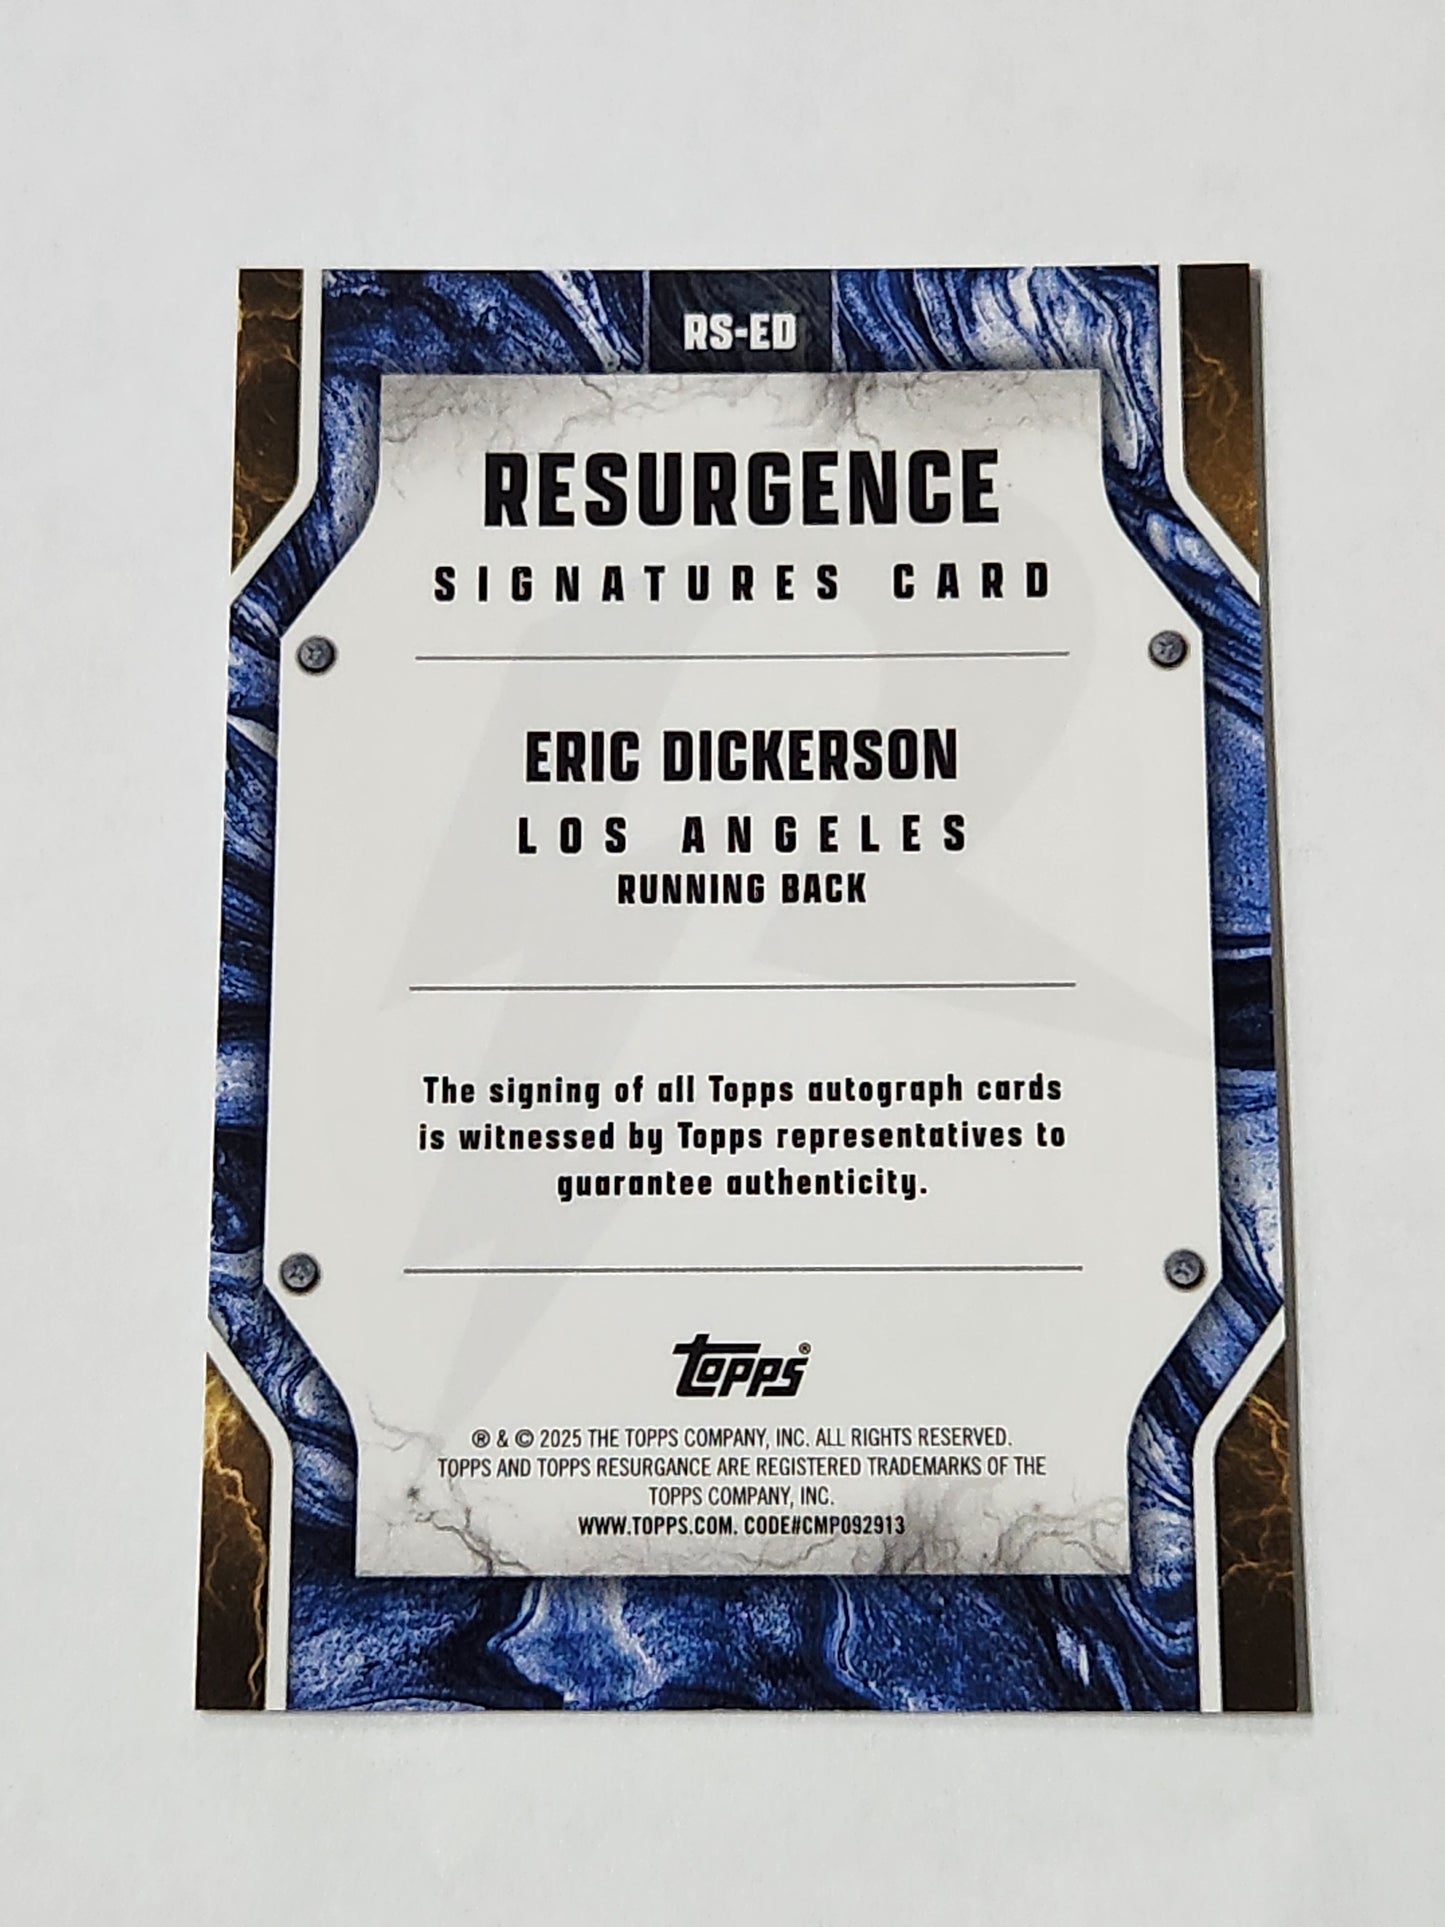 RS-ED
RESURGENCE
SIGNATURES CARD
ERIC DICKERSON
LOS ANGELES
RUNNING BACK
The signing of all Topps autograph cards
is witnessed by Topps representatives to
guarantee authenticity.
topps®
® & © 2025 THE TOPPS COMPANY, INC. ALL RIGHTS RESERVED.
TOPPS AND TOPPS RESURGANCE ARE REGISTERED TRADEMARKS OF THE
TOPPS COMPANY, INC.
WWW.TOPPS.COM. CODE#CMP092913